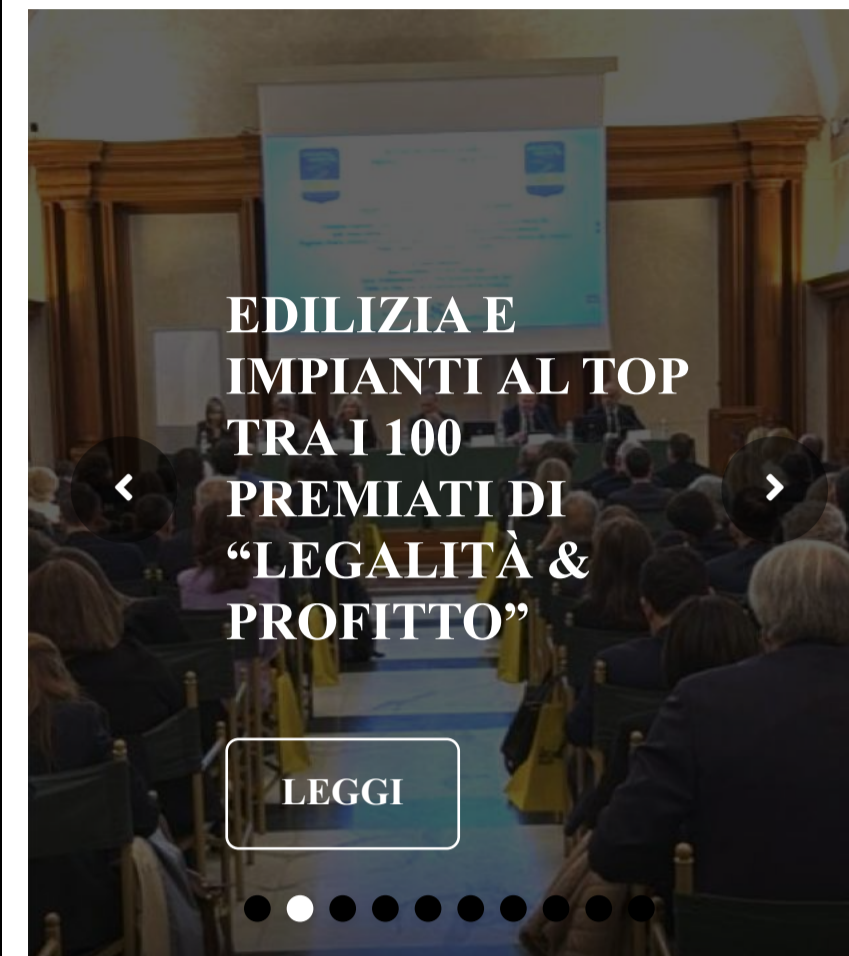 EDILIZIA E
IMPIANTI AL TOP
TRA I 100
PREMIATI DI
“LEGALITÀ &
PROFITTO”
LEGGI